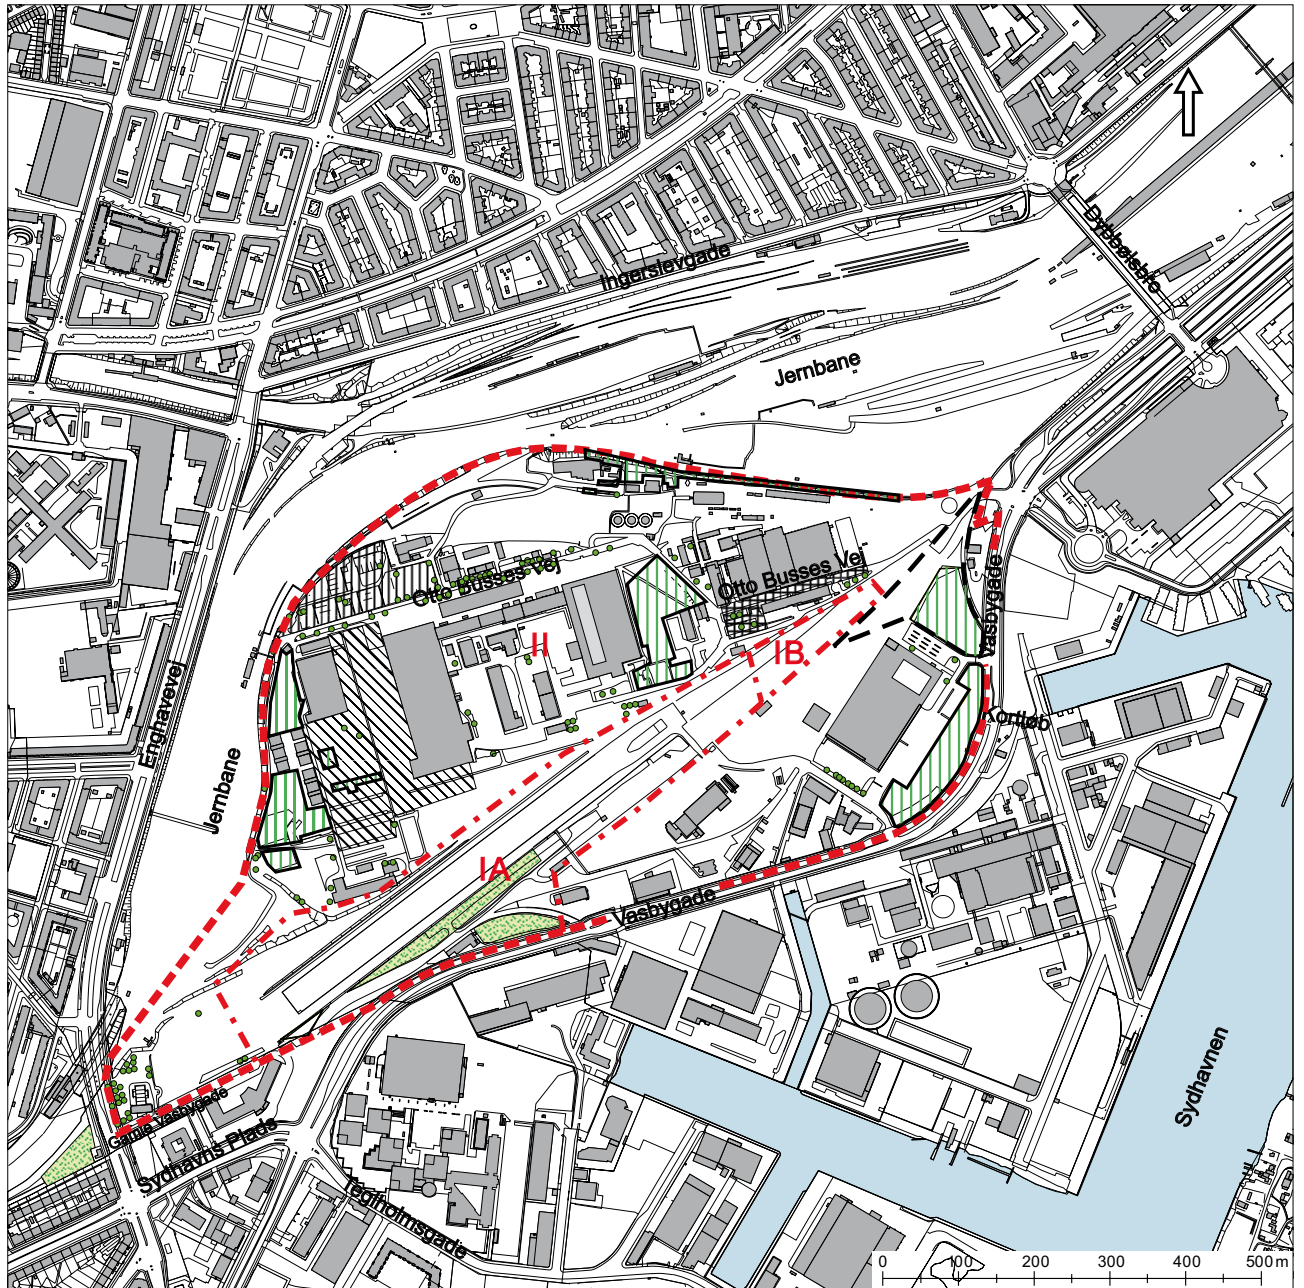 Ingerslevgade
Dybbølsbro
Jernbane
Otto Busses Vej
Otto Busses Vej
Vasbygade
II
IB
Enghavevej
Jernbane
Kortløb
IA
Vasbygade
Sydhavnen
Gamle Vasbygade
Sydhavns Plads
Teglholmsgade
0 100 200 300 400 500 m